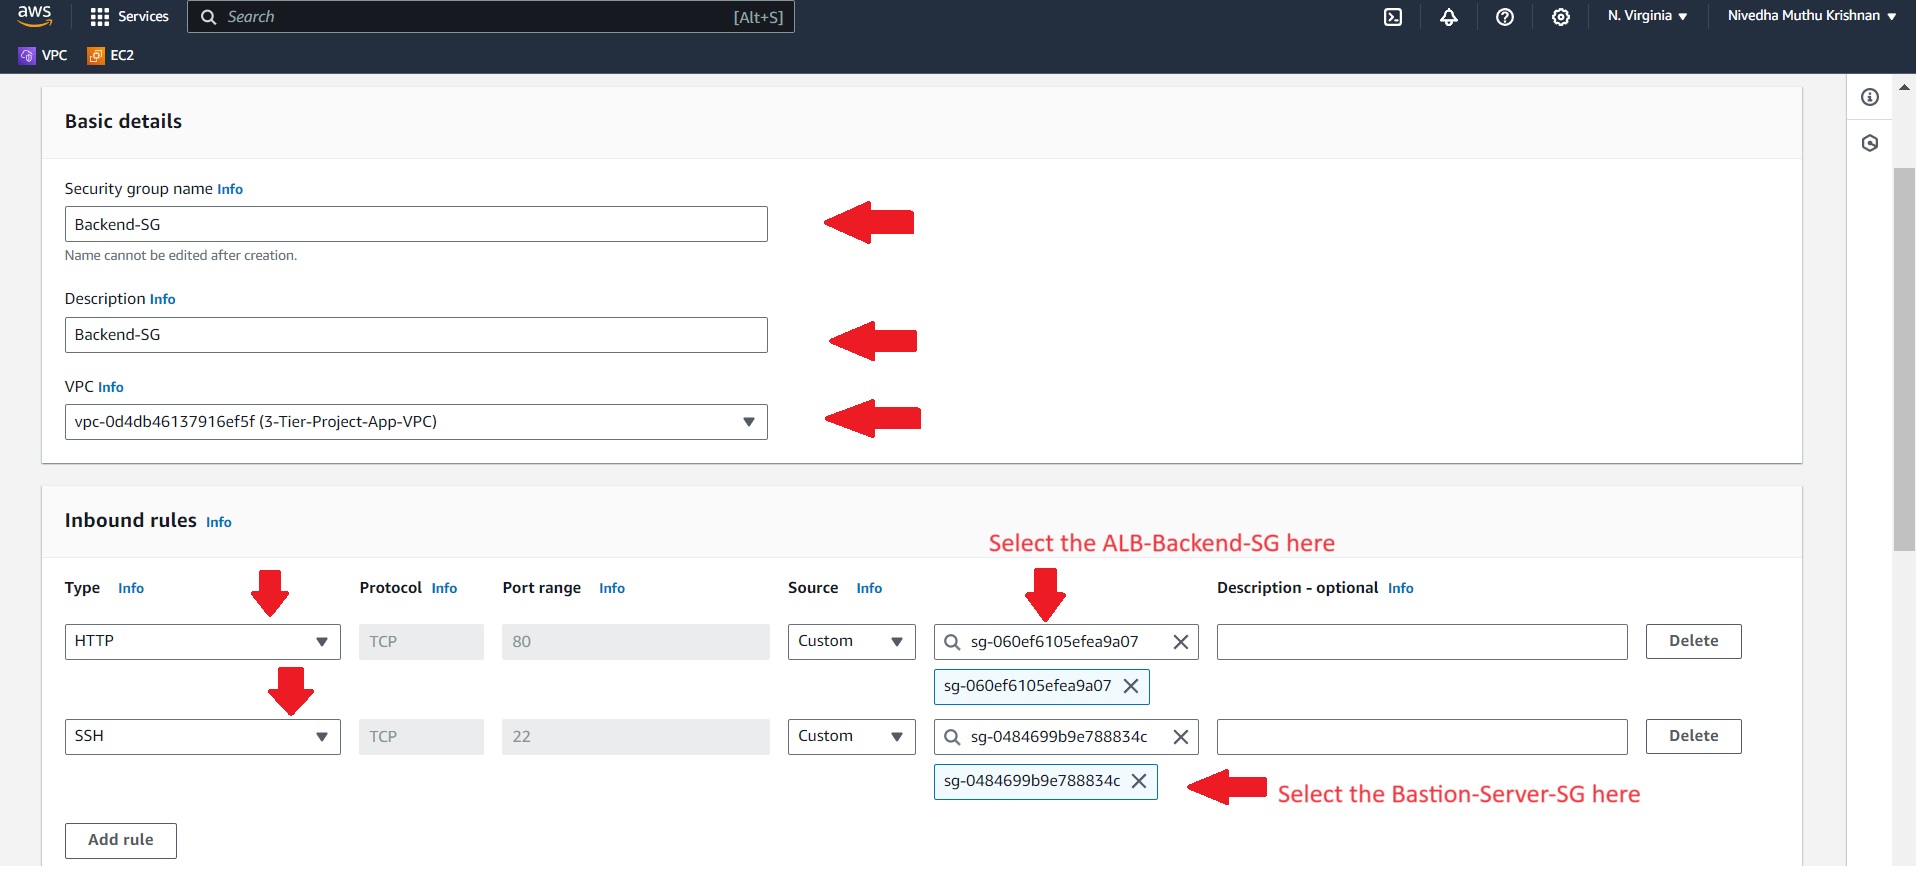 aws
Services
Search
[Alt+S]
N. Virginia
Nivedha Muthu Krishnan
VPC
EC2
Basic details
Security group name Info
Backend-SG
Name cannot be edited after creation.
Description Info
Backend-SG
VPC Info
vpc-0d4db46137916ef5f (3-Tier-Project-App-VPC)
Inbound rules Info
Select the ALB-Backend-SG here
Type Info Protocol Info Port range Info Source Info Description - optional Info
HTTP TCP 80 Custom sg-060ef6105efea9a07 Delete
sg-060ef6105efea9a07
SSH TCP 22 Custom sg-0484699b9e788834c Delete
sg-0484699b9e788834c
Select the Bastion-Server-SG here
Add rule